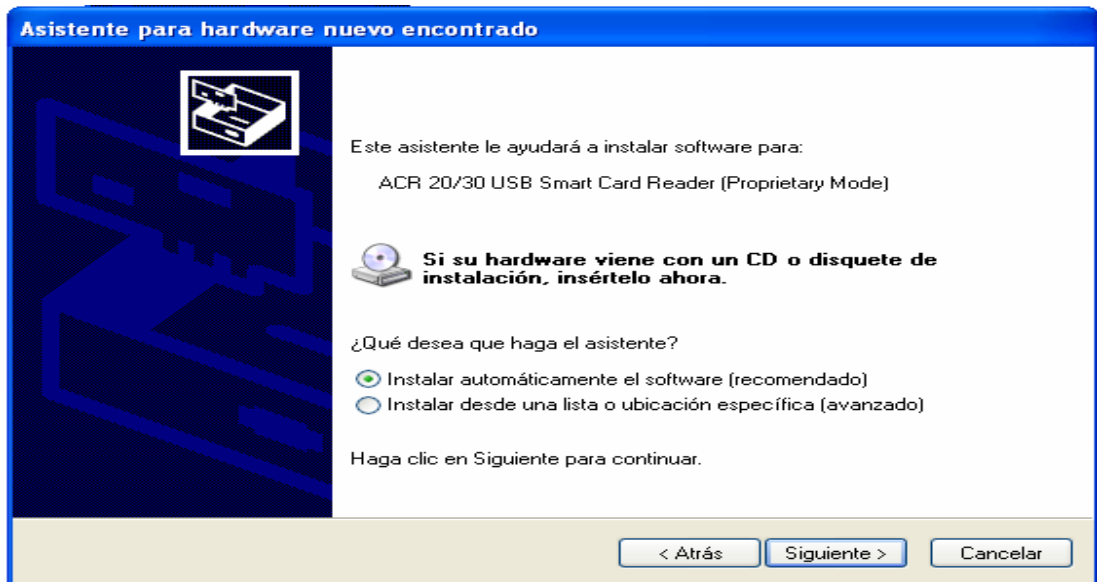 Asistente para hardware nuevo encontrado
Este asistente le ayudará a instalar software para:
ACR 20/30 USB Smart Card Reader (Proprietary Mode)
Si su hardware viene con un CD o disquete de
instalación, insértelo ahora.
¿Qué desea que haga el asistente?
Instalar automáticamente el software (recomendado)
Instalar desde una lista o ubicación específica (avanzado)
Haga clic en Siguiente para continuar.
< Atrás Siguiente > Cancelar